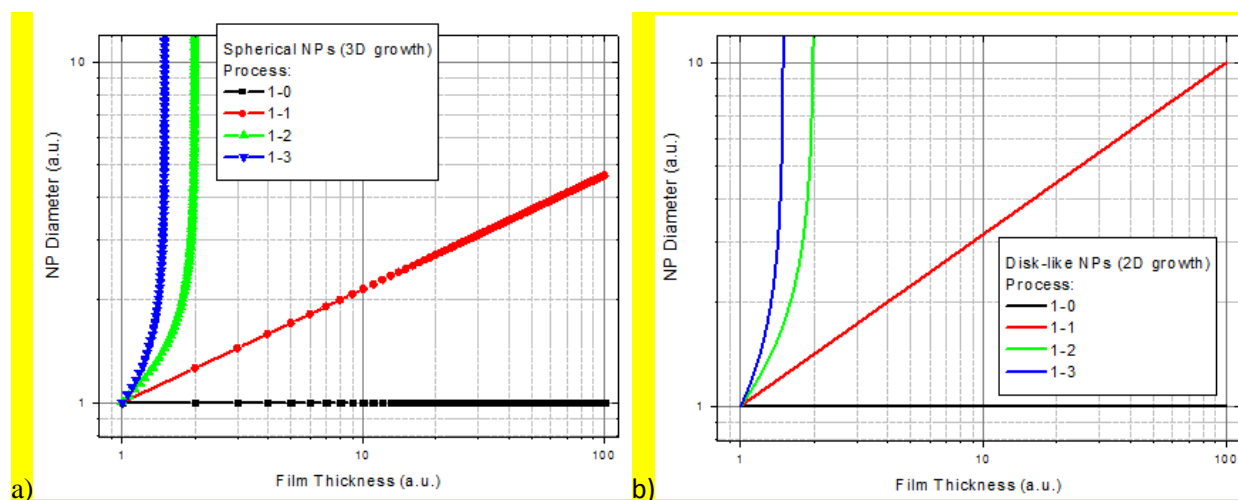 Spherical NPs (3D growth)
Process:
1-0
1-1
1-2
1-3
10
1
NP Diameter (a.u.)
1
10
100
Film Thickness (a.u.)
a)
10
1
NP Diameter (a.u.)
Disk-like NPs (2D growth)
Process:
1-0
1-1
1-2
1-3
1
10
100
Film Thickness (a.u.)
b)